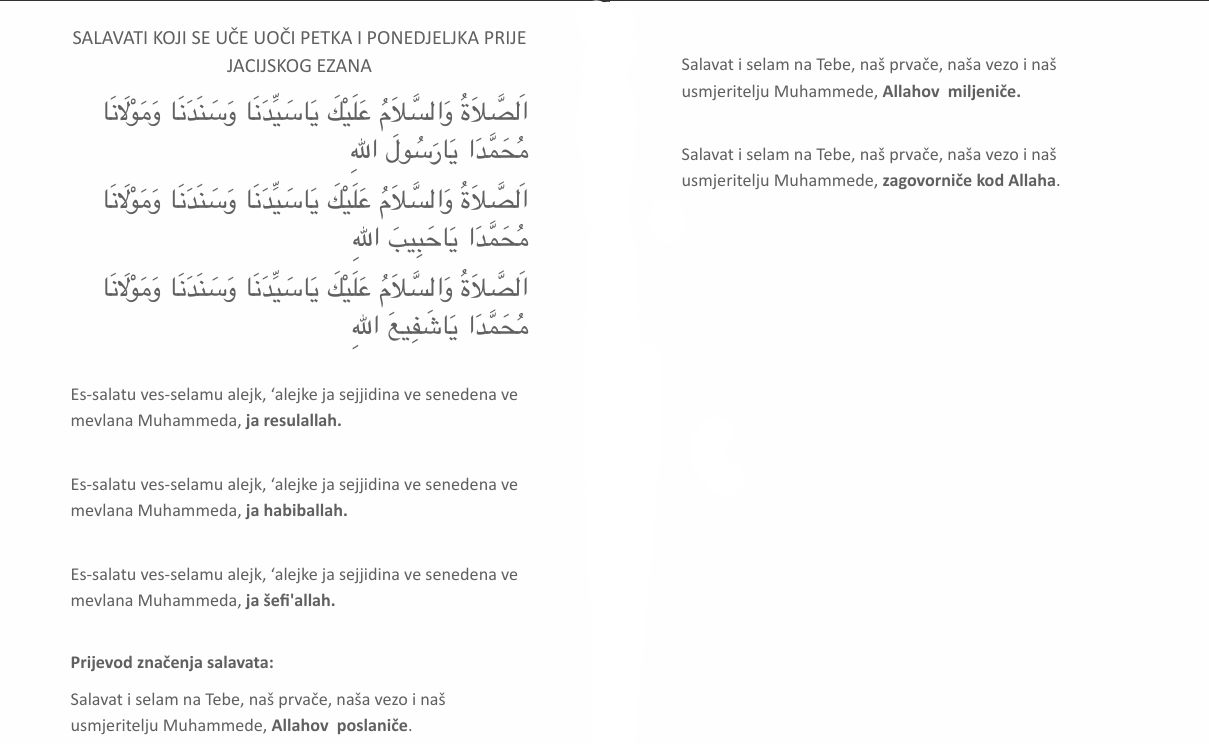 SALAVATI KOJI SE UČE UOČI PETKA I PONEDJELJKA PRIJE
JACIJSKOG EZANA
اَلصَّلاَةُ وَالسَّلاَمُ عَلَيْكَ يَاسَيِّدَنَا وَسَنَدَنَا وَمَوْلَانَا
مُحَمَّدَا يَارَسُولَ اللهِ
اَلصَّلاَةُ وَالسَّلاَمُ عَلَيْكَ يَاسَيِّدَنَا وَسَنَدَنَا وَمَوْلَانَا
مُحَمَّدَا يَاحَبِيبَ اللهِ
اَلصَّلاَةُ وَالسَّلاَمُ عَلَيْكَ يَاسَيِّدَنَا وَسَنَدَنَا وَمَوْلَانَا
مُحَمَّدَا يَاشَفِيعَ اللهِ
Es-salatu ves-selamu alejk, ‘alejke ja sejjidina ve senedena ve
mevlana Muhammeda, ja resulallah.
Es-salatu ves-selamu alejk, ‘alejke ja sejjidina ve senedena ve
mevlana Muhammeda, ja habiballah.
Es-salatu ves-selamu alejk, ‘alejke ja sejjidina ve senedena ve
mevlana Muhammeda, ja šefi'allah.
Prijevod značenja salavata:
Salavat i selam na Tebe, naš prvače, naša vezo i naš
usmjeritelju Muhammede, Allahov poslaniče.
Salavat i selam na Tebe, naš prvače, naša vezo i naš
usmjeritelju Muhammede, Allahov miljeniče.
Salavat i selam na Tebe, naš prvače, naša vezo i naš
usmjeritelju Muhammede, zagovorniče kod Allaha.